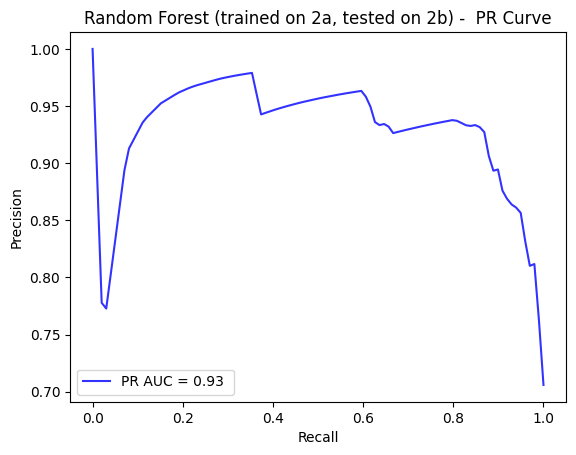 Random Forest (trained on 2a, tested on 2b) -  PR Curve
1.00
0.95
0.90
0.85
0.80
0.75
0.70
Precision
PR AUC = 0.93
0.0 0.2 0.4 0.6 0.8 1.0
Recall